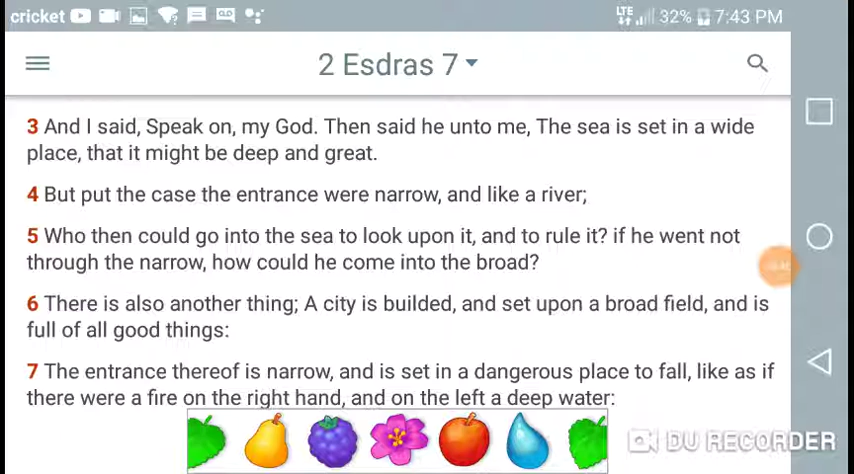 cricket LTE 32% 7:43 PM
2 Esdras 7
3 And I said, Speak on, my God. Then said he unto me, The sea is set in a wide
place, that it might be deep and great.
4 But put the case the entrance were narrow, and like a river;
5 Who then could go into the sea to look upon it, and to rule it? if he went not
through the narrow, how could he come into the broad?
6 There is also another thing; A city is builded, and set upon a broad field, and is
full of all good things:
7 The entrance thereof is narrow, and is set in a dangerous place to fall, like as if
there were a fire on the right hand, and on the left a deep water:
DU RECORDER